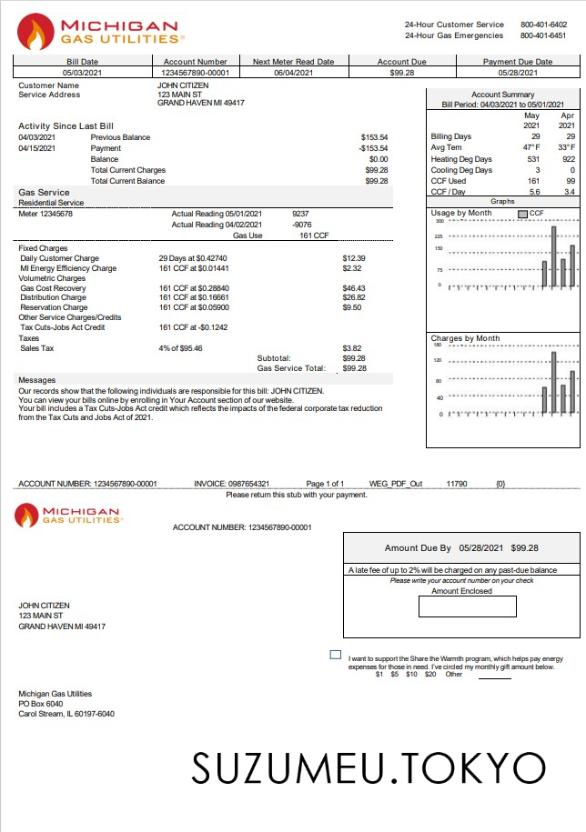 MICHIGAN
GAS UTILITIES®
24-Hour Customer Service 800-401-6402
24-Hour Gas Emergencies 800-401-6451
Bill Date Account Number Next Meter Read Date Account Due Payment Due Date
05/03/2021 1234567890-00001 06/04/2021 $99.28 05/28/2021
Customer Name JOHN CITIZEN
Service Address 123 MAIN ST
GRAND HAVEN MI 49417
Account Summary
Bill Period: 04/03/2021 to 05/01/2021
May Apr
2021 2021
Billing Days 29 29
Avg Tem 47° F 33° F
Heating Deg Days 531 922
Cooling Deg Days 3 0
CCF Used 161 99
CCF / Day 5.6 3.4
Activity Since Last Bill
04/03/2021 Previous Balance $153.54
04/15/2021 Payment -$153.54
Balance $0.00
Total Current Charges $99.28
Total Current Balance $99.28
Gas Service
Residential Service
Meter 12345678 Actual Reading 05/01/2021 9237
Actual Reading 04/02/2021 -9076
Gas Use 161 CCF
Fixed Charges
Daily Customer Charge 29 Days at $0.42740 $12.39
MI Energy Efficiency Charge 161 CCF at $0.01441 $2.32
Volumetric Charges
Gas Cost Recovery 161 CCF at $0.28840 $46.43
Distribution Charge 161 CCF at $0.16661 $26.82
Reservation Charge 161 CCF at $0.05900 $9.50
Other Service Charges/Credits
Tax Cuts-Jobs Act Credit 161 CCF at -$0.1242
Taxes
Sales Tax 4% of $95.46 $3.82
Subtotal: $99.28
Gas Service Total: $99.28
Graphs
Usage by Month CCF
300
225
150
75
0
Charges by Month
160
120
80
40
0
Messages
Our records show that the following individuals are responsible for this bill: JOHN CITIZEN.
You can view your bills online by enrolling in Your Account section of our website.
Your bill includes a Tax Cuts-Jobs Act credit which reflects the impacts of the federal corporate tax reduction
from the Tax Cuts and Jobs Act of 2021.
ACCOUNT NUMBER: 1234567890-00001 INVOICE: 0987654321 Page 1 of 1 WEG_PDF_Out 11790 {0}
Please return this stub with your payment.
MICHIGAN
GAS UTILITIES®
ACCOUNT NUMBER: 1234567890-00001
Amount Due By 05/28/2021 $99.28
A late fee of up to 2% will be charged on any past-due balance
Please write your account number on your check
Amount Enclosed
JOHN CITIZEN
123 MAIN ST
GRAND HAVEN MI 49417
I want to support the Share the Warmth program, which helps pay energy
expenses for those in need. I've circled my monthly gift amount below.
$1 $5 $10 $20 Other
Michigan Gas Utilities
PO Box 6040
Carol Stream, IL 60197-6040
SUZUMEU.TOKYO